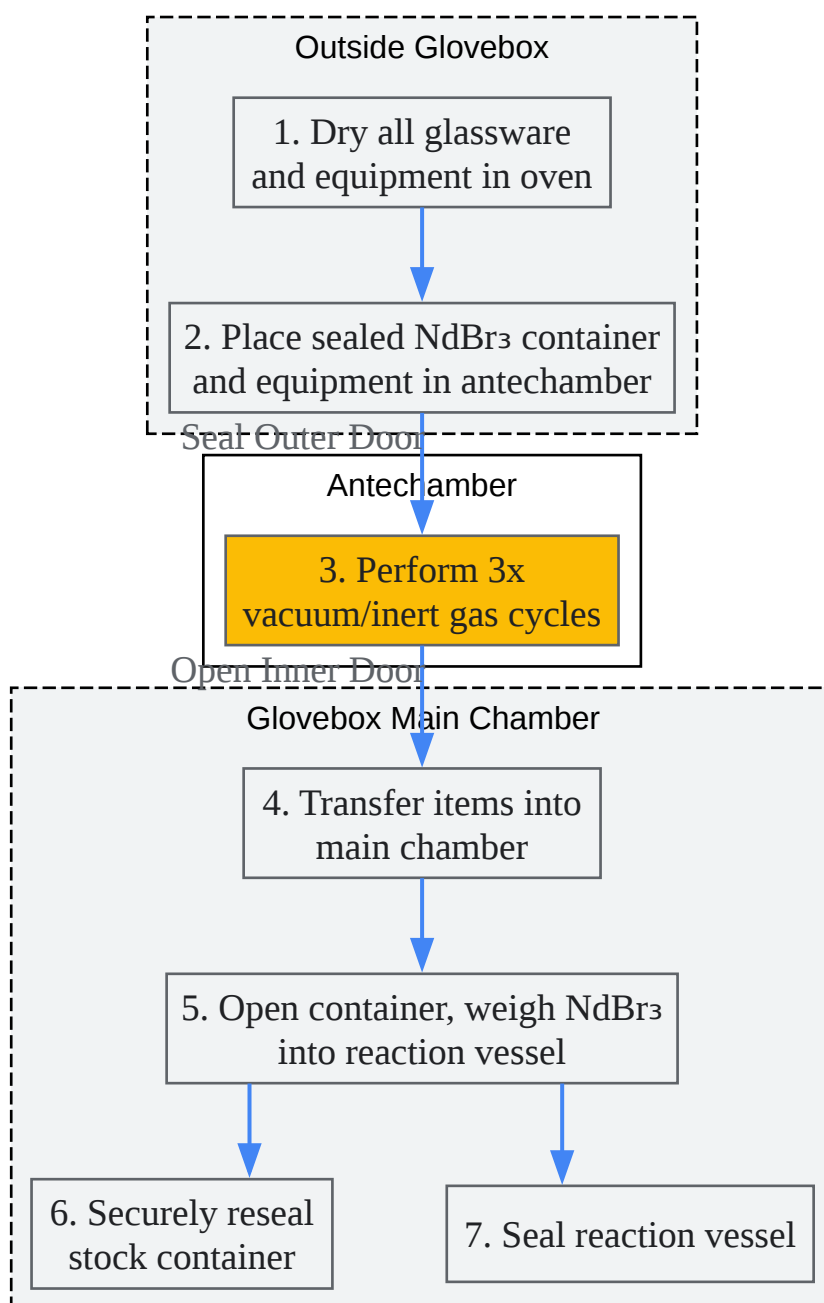 Outside Glovebox
1. Dry all glassware
and equipment in oven
2. Place sealed NdBr₃ container
and equipment in antechamber
Seal Outer Door
Antechamber
3. Perform 3x
vacuum/inert gas cycles
Open Inner Door
Glovebox Main Chamber
4. Transfer items into
main chamber
5. Open container, weigh NdBr₃
into reaction vessel
6. Securely reseal
stock container
7. Seal reaction vessel